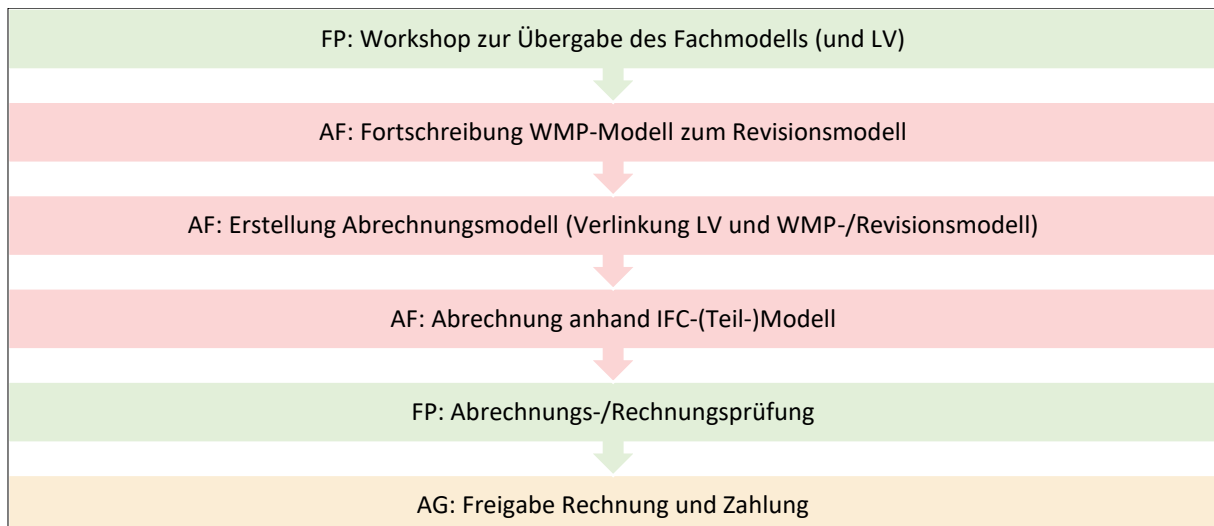 FP: Workshop zur Übergabe des Fachmodells (und LV)
AF: Fortschreibung WMP-Modell zum Revisionsmodell
AF: Erstellung Abrechnungsmodell (Verlinkung LV und WMP-/Revisionsmodell)
AF: Abrechnung anhand IFC-(Teil-)Modell
FP: Abrechnungs-/Rechnungsprüfung
AG: Freigabe Rechnung und Zahlung